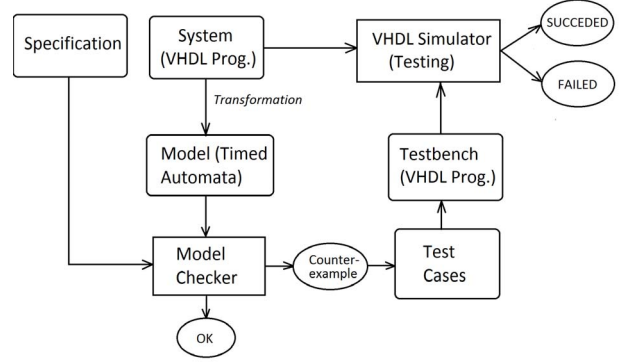 Specification
System
(VHDL Prog.)
VHDL Simulator
(Testing)
SUCCEDED
FAILED
Transformation
Model (Timed
Automata)
Testbench
(VHDL Prog.)
Model
Checker
Counter-
example
Test
Cases
OK